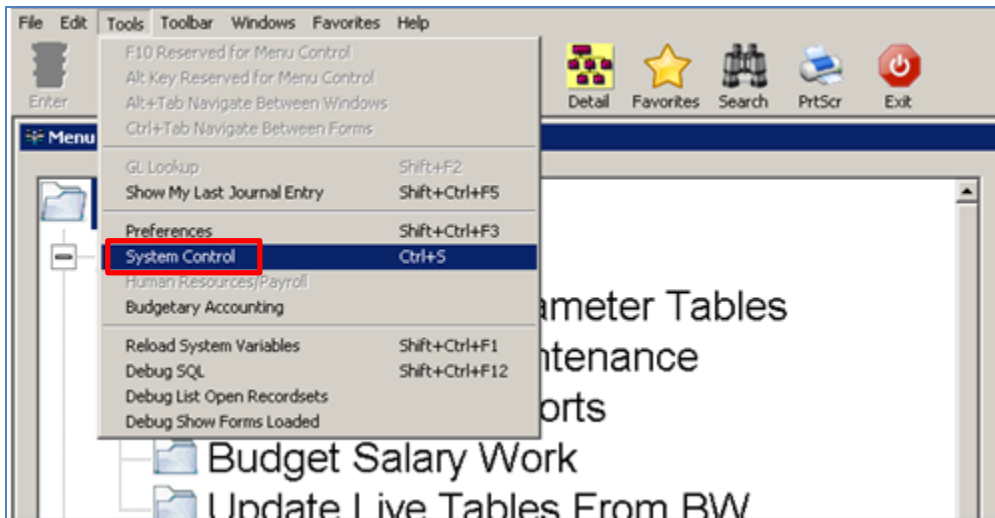 File Edit Tools Toolbar Windows Favorites Help
Enter
Detail Favorites Search PrtScr Exit
F10 Reserved for Menu Control
Alt Key Reserved for Menu Control
Alt+Tab Navigate Between Windows
Ctrl+Tab Navigate Between Forms
GL Lookup Shift+F2
Show My Last Journal Entry Shift+Ctrl+F5
Preferences Shift+Ctrl+F3
System Control Ctrl+S
Human Resources/Payroll
Budgetary Accounting
Reload System Variables Shift+Ctrl+F1
Debug SQL Shift+Ctrl+F12
Debug List Open Recordsets
Debug Show Forms Loaded
Menu
ameter Tables
ntenance
orts
Budget Salary Work
Update Live Tables From BW